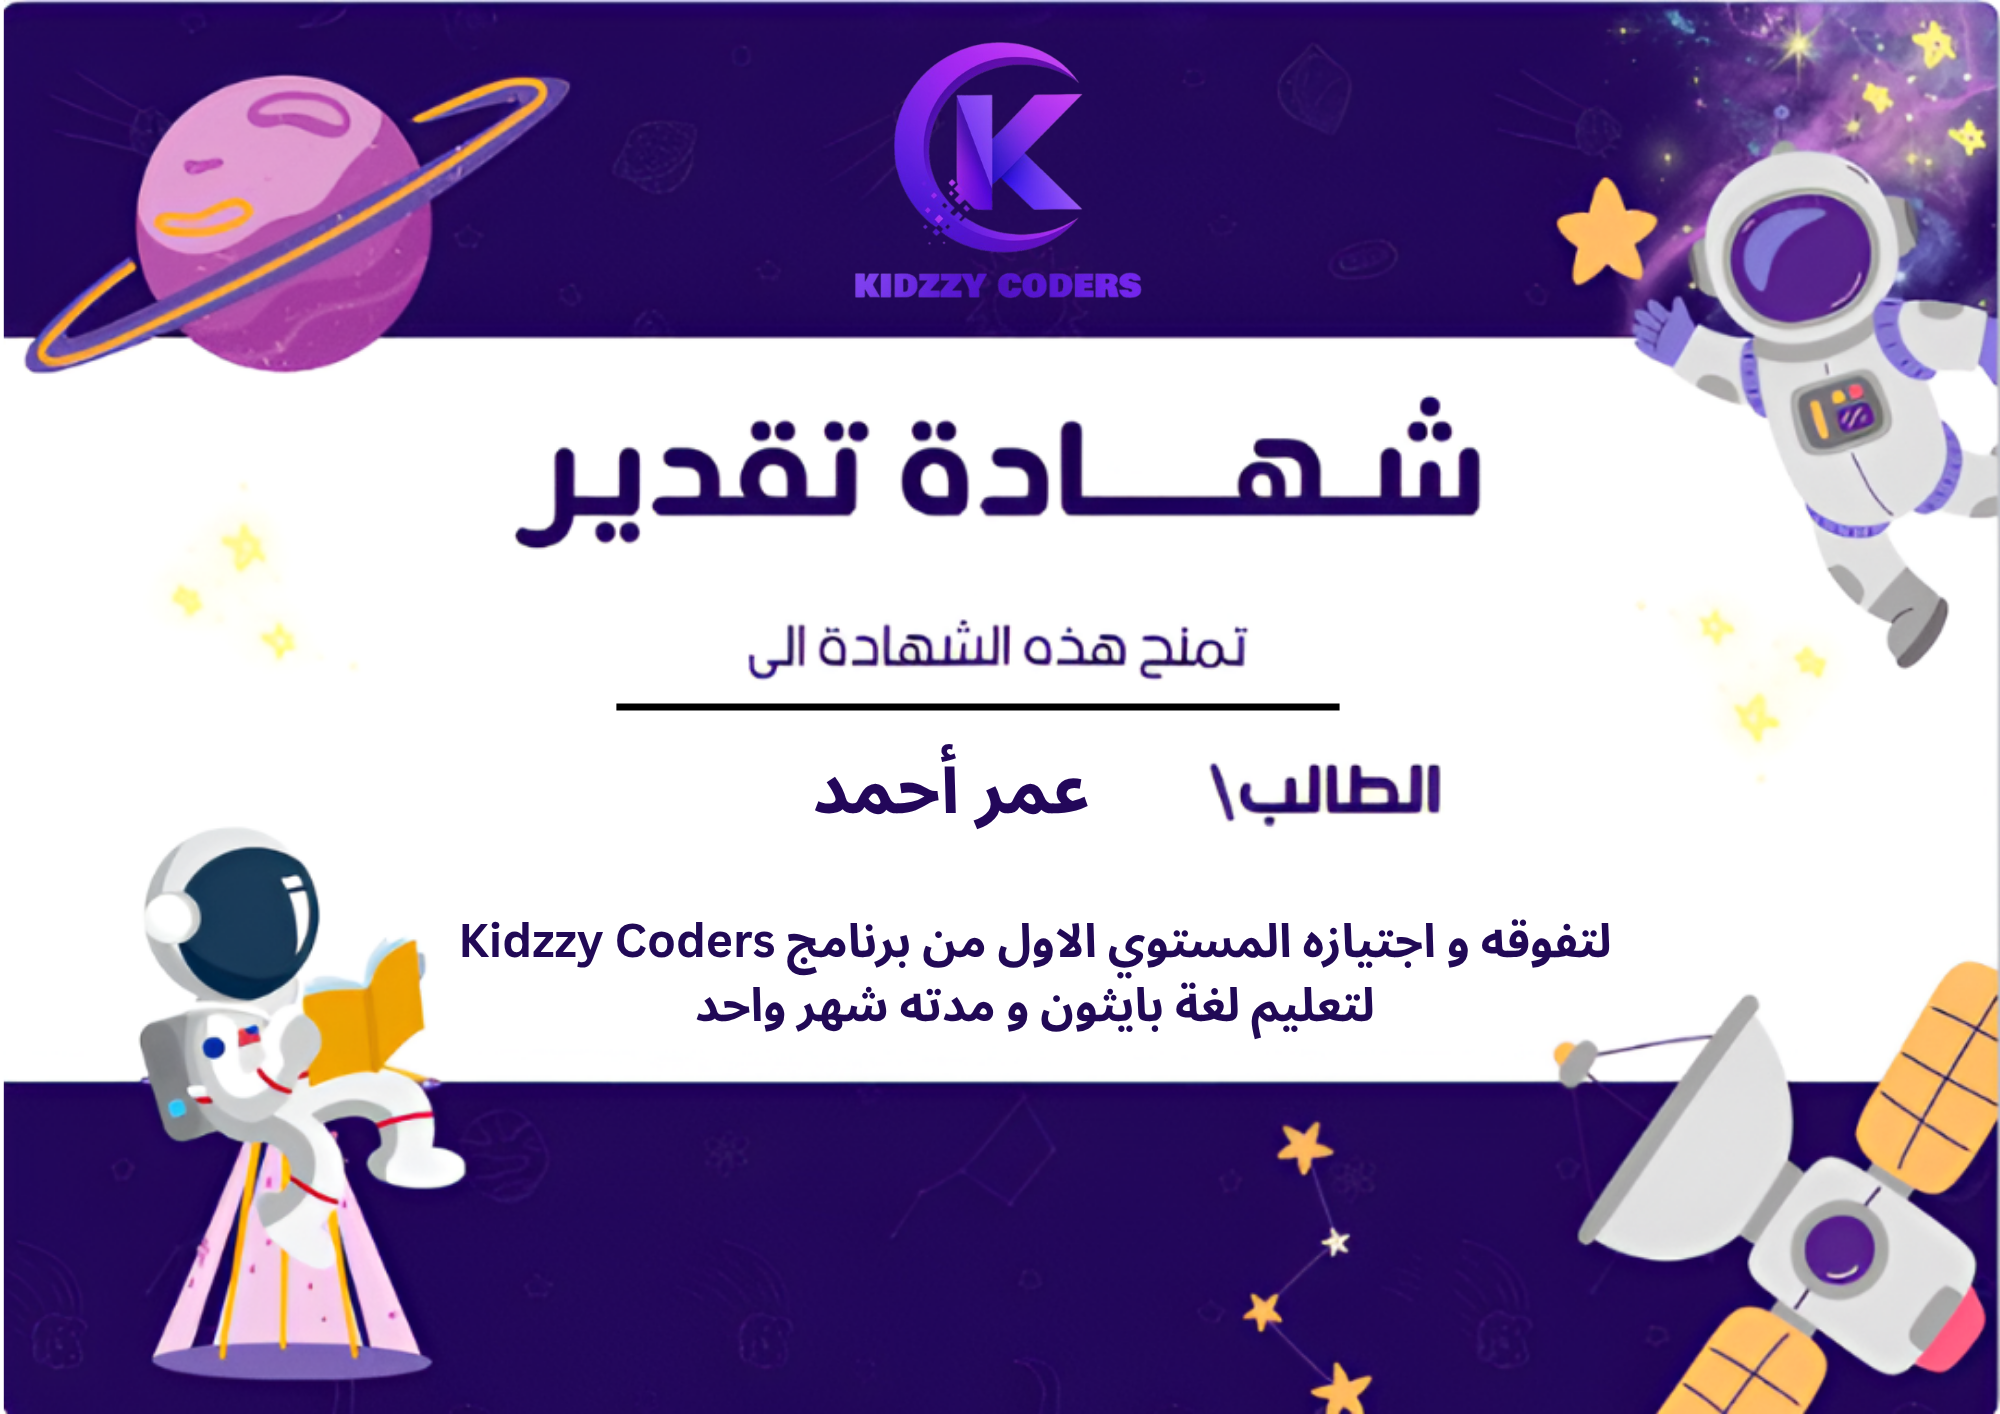 KIDZZY CODERS
شهـــادة تقدير
تمنح هذه الشهادة الى
الطالب\ عمر أحمد
لتفوقه و اجتيازه المستوي الاول من برنامج Kidzzy Coders
لتعليم لغة بايثون و مدته شهر واحد